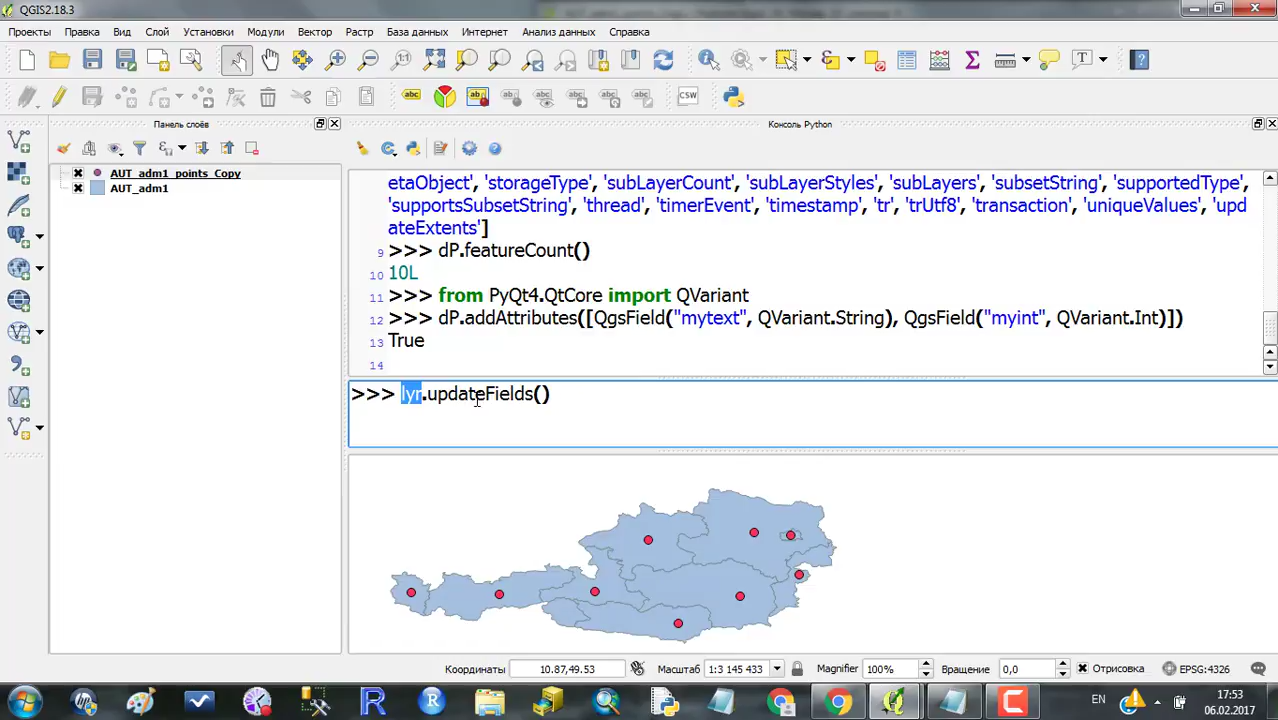 QGIS2.18.3
Проекты Правка Вид Слой Установки Модули Вектор Растр База данных Интернет Анализ данных Справка
abc abc CSW
Панель слоёв
AUT_adm1_points_Copy
AUT_adm1
Консоль Python
etaObject', 'storageType', 'subLayerCount', 'subLayerStyles', 'subLayers', 'subsetString', 'supportedType',
'supportsSubsetString', 'thread', 'timerEvent', 'timestamp', 'tr', 'trUtf8', 'transaction', 'uniqueValues', 'upd
ateExtents']
9 >>> dP.featureCount()
10 10L
11 >>> from PyQt4.QtCore import QVariant
12 >>> dP.addAttributes([QgsField("mytext", QVariant.String), QgsField("myint", QVariant.Int)])
13 True
14
>>> lyr.updateFields()
Координаты 10.87,49.53 Масштаб 1:3 145 433 Magnifier 100% Вращение 0,0 Отрисовка EPSG:4326
EN 17:53
06.02.2017